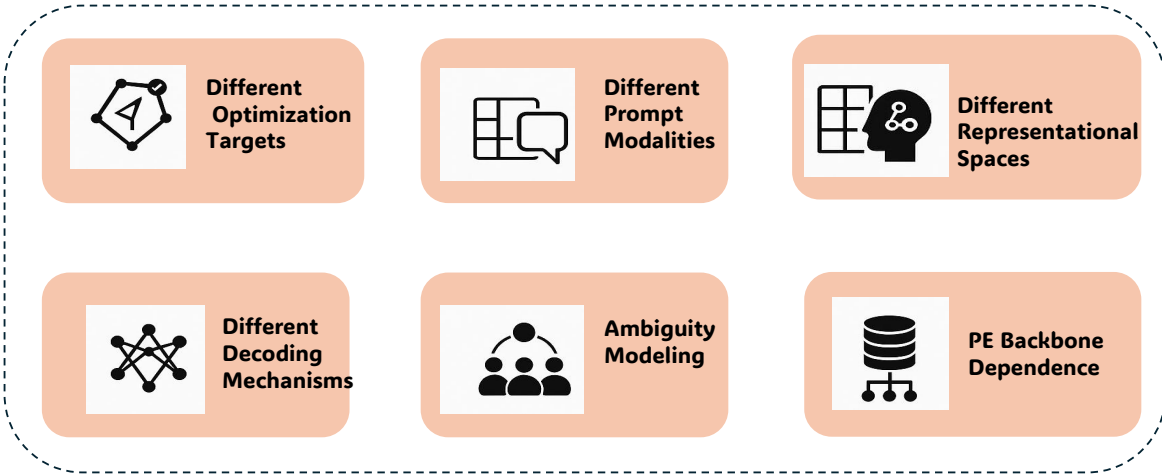 Different
Optimization
Targets
Different
Prompt
Modalities
Different
Representational
Spaces
Different
Decoding
Mechanisms
Ambiguity
Modeling
PE Backbone
Dependence